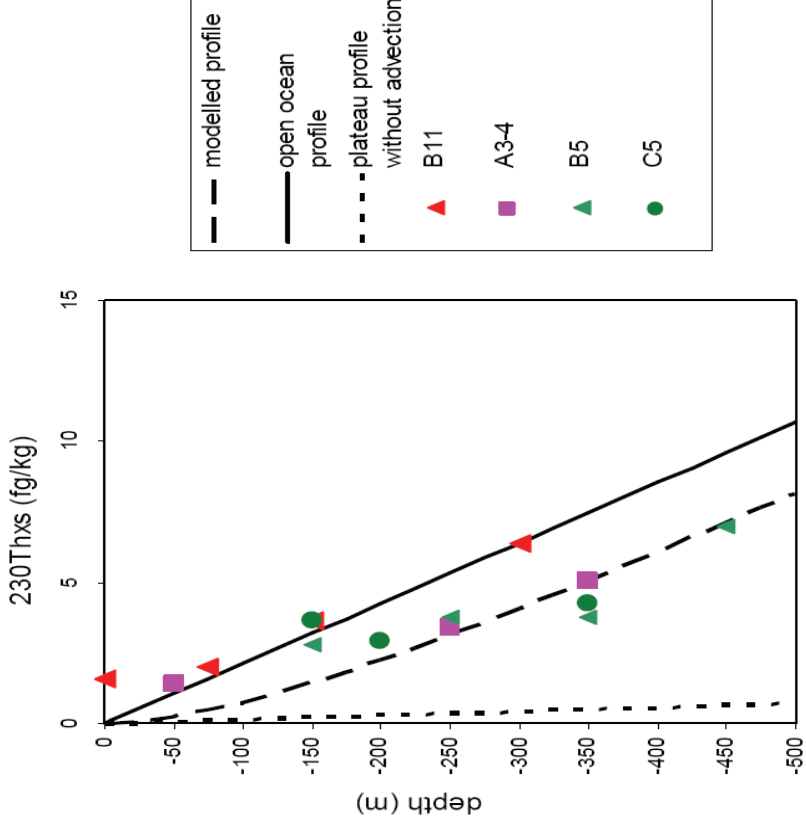 230Thxs (fg/kg)
0
5
10
15
0
-50
-100
-150
-200
-250
-300
-350
-400
-450
-500
depth (m)
modelled profile
open ocean
profile
plateau profile
without advection
B11
A3-4
B5
C5